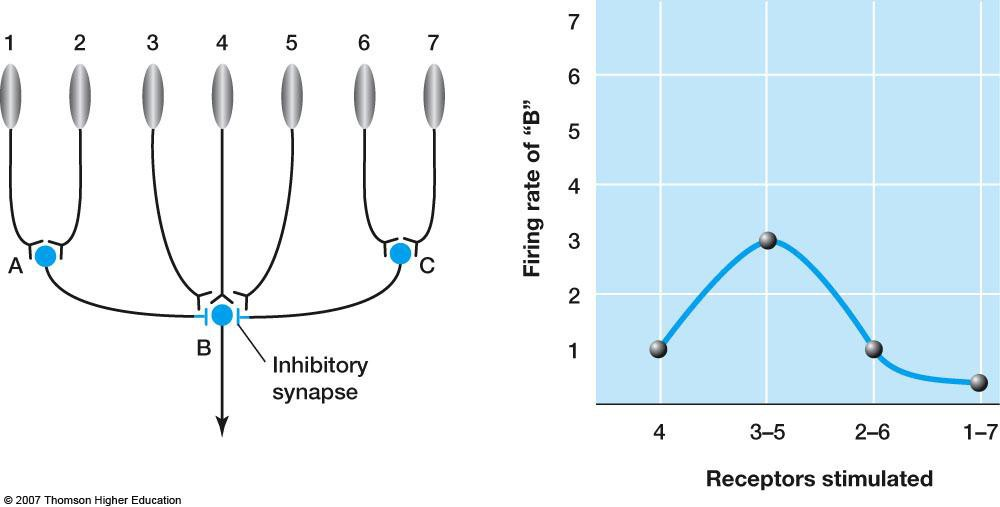 1 2 3 4 5 6 7
A
C
B
Inhibitory
synapse
© 2007 Thomson Higher Education
Firing rate of “B”
7
6
5
4
3
2
1
4 3–5 2–6 1–7
Receptors stimulated